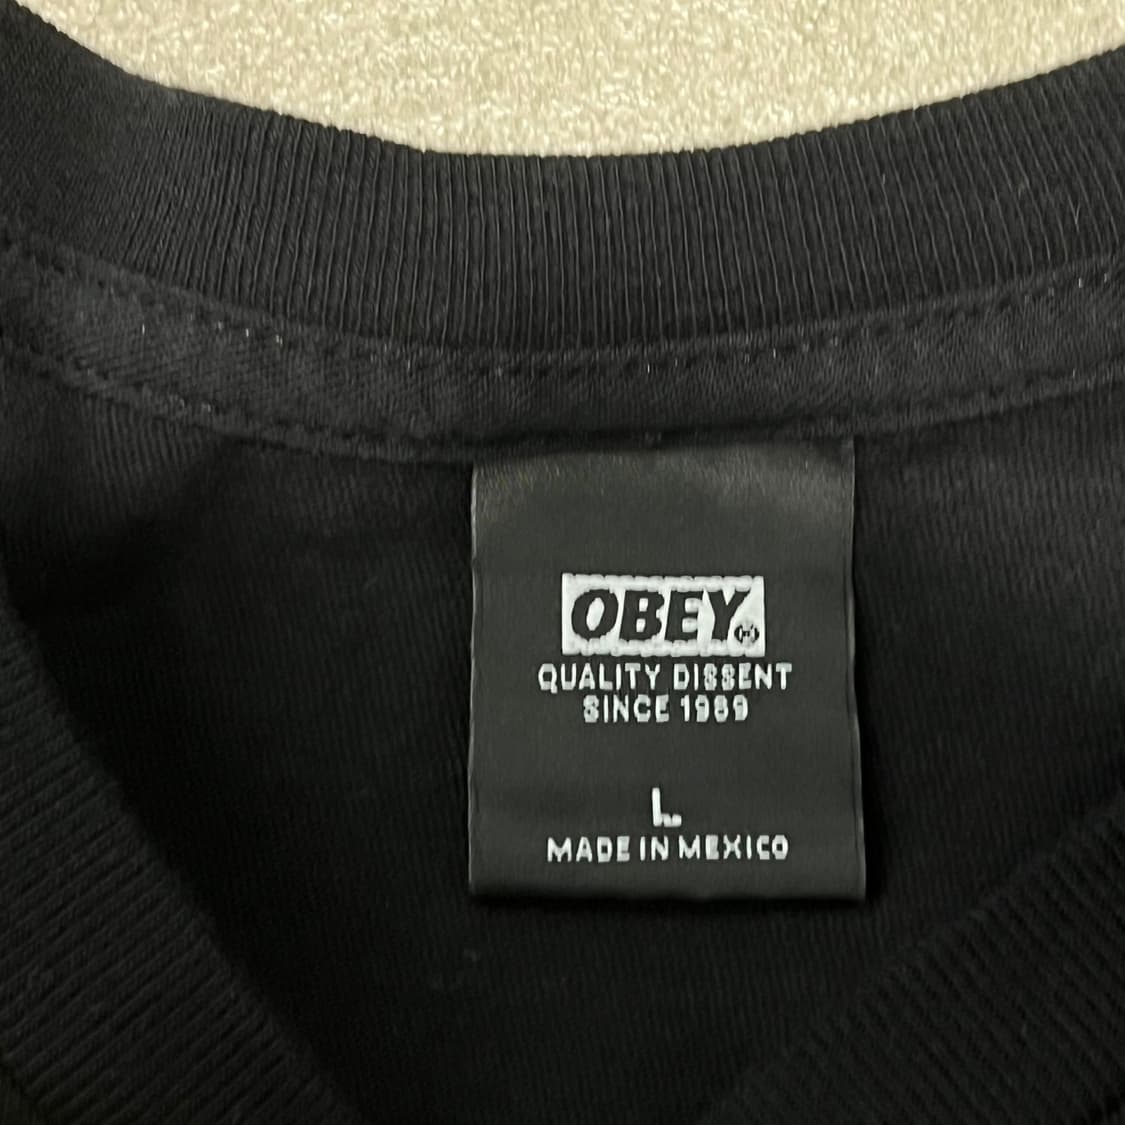 OBEY
QUALITY DISSENT
SINCE 1989
L
MADE IN MEXICO